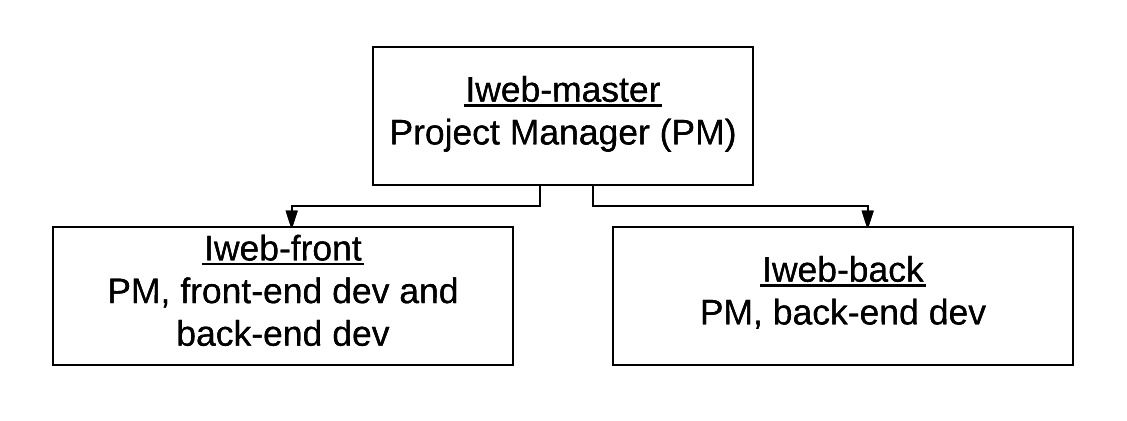 Iweb-master
Project Manager (PM)
Iweb-front
PM, front-end dev and
back-end dev
Iweb-back
PM, back-end dev